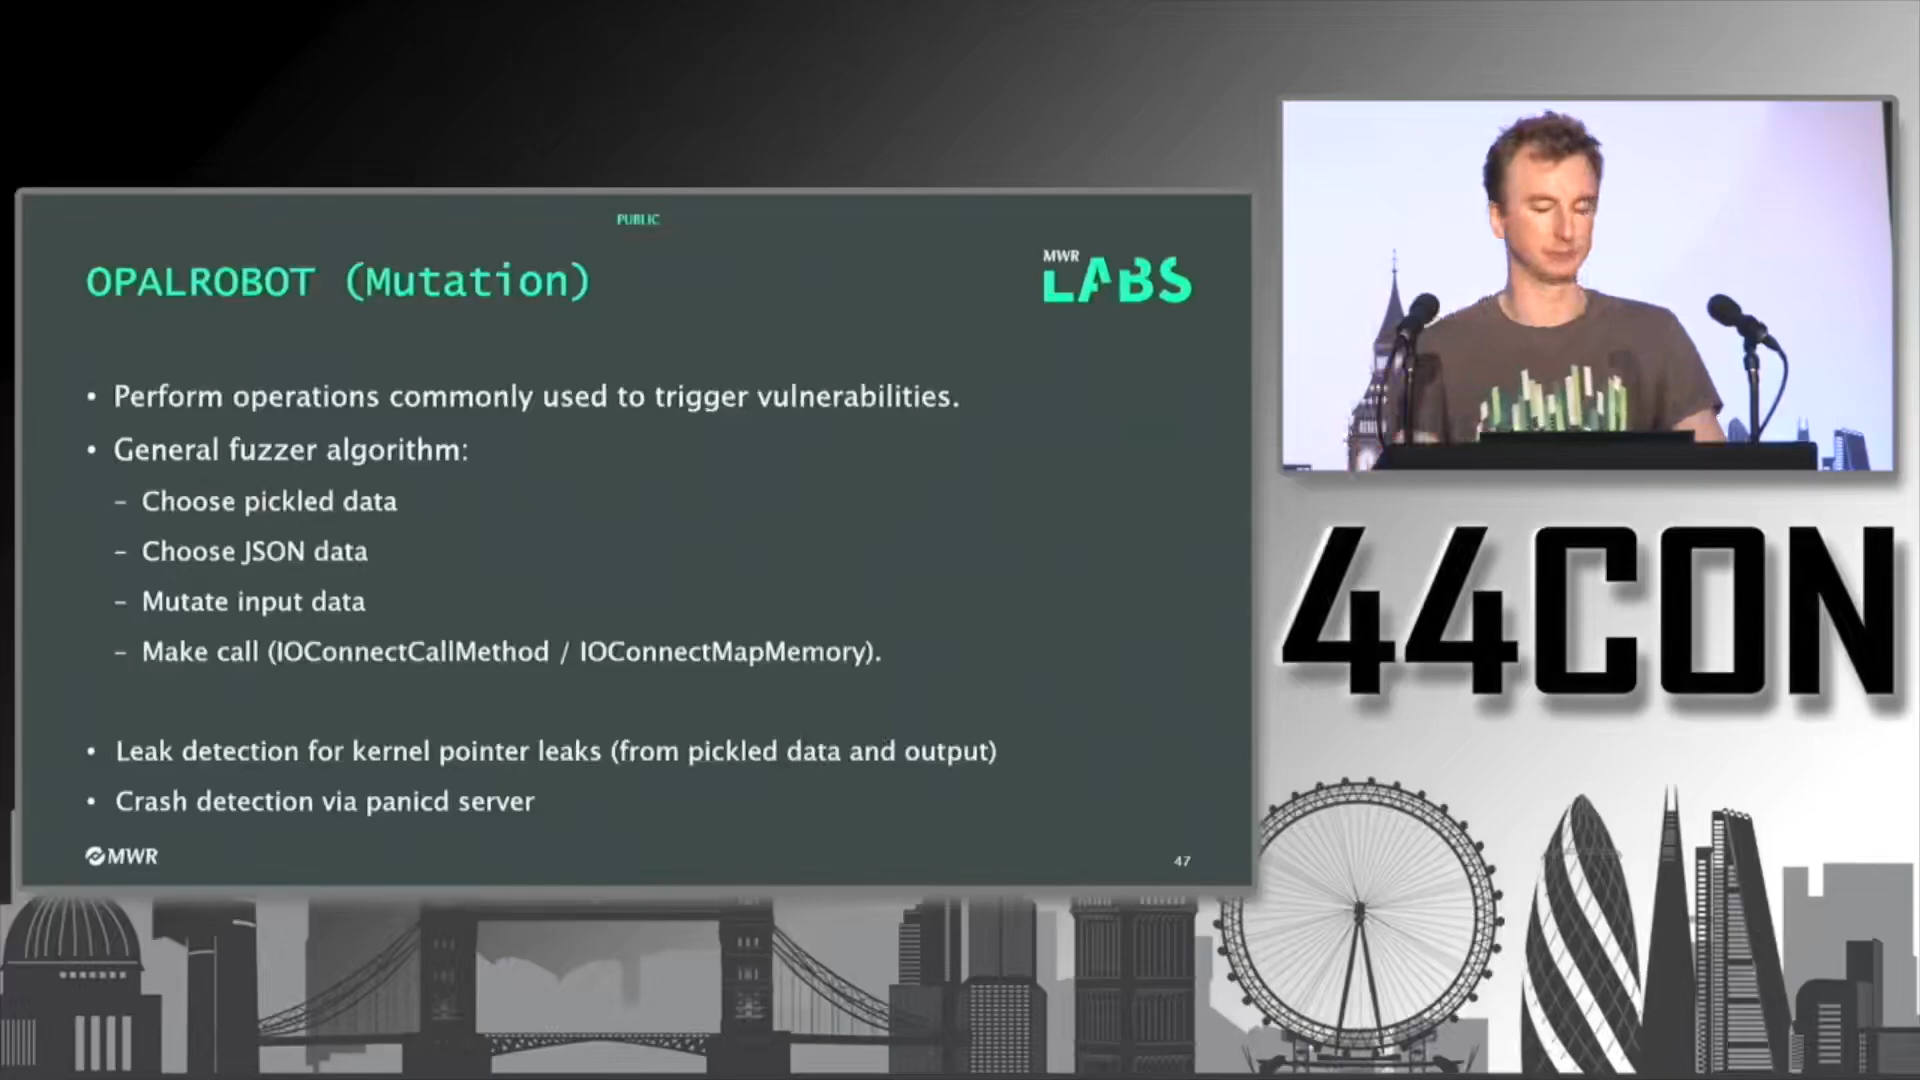 PUBLIC
OPALROBOT (Mutation)
MWR
LABS
• Perform operations commonly used to trigger vulnerabilities.
• General fuzzer algorithm:
– Choose pickled data
– Choose JSON data
– Mutate input data
– Make call (IOConnectCallMethod / IOConnectMapMemory).
• Leak detection for kernel pointer leaks (from pickled data and output)
• Crash detection via panicd server
MWR
47
44CON